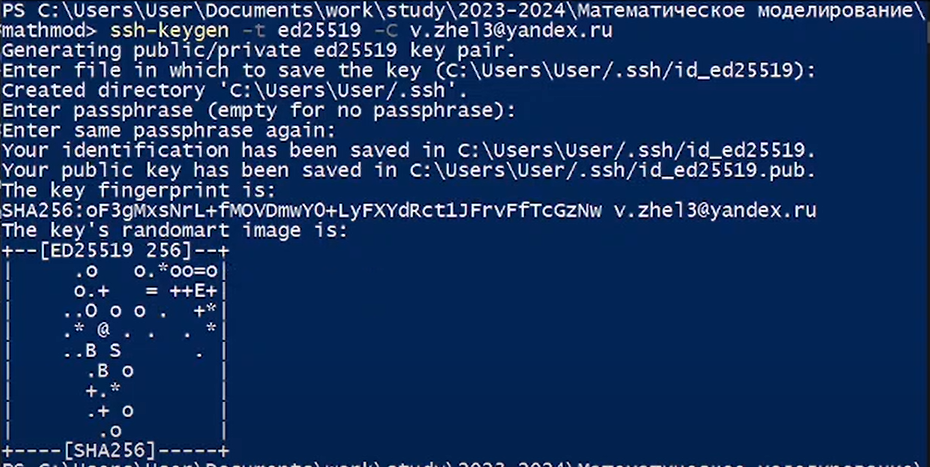 PS C:\Users\User\Documents\work\study\2023-2024\Математическое моделирование\
mathmod> ssh-keygen -t ed25519 -C v.zhel3@yandex.ru
Generating public/private ed25519 key pair.
Enter file in which to save the key (C:\Users\User/.ssh/id_ed25519):
Created directory 'C:\Users\User/.ssh'.
Enter passphrase (empty for no passphrase):
Enter same passphrase again:
Your identification has been saved in C:\Users\User/.ssh/id_ed25519.
Your public key has been saved in C:\Users\User/.ssh/id_ed25519.pub.
The key fingerprint is:
SHA256:oF3gMxsNrL+fMOVDmwYO+LyFXYdRct1JFrvFfTcGzNw v.zhel3@yandex.ru
The key's randomart image is:
+--[ED25519 256]--+
|     .o   o.*oo=o|
|     o.+   = ++E+|
|    ..O o o .  +*|
|    .* @ . .  . *|
|    ..B S      . |
|      .B o       |
|      +.*        |
|      .+ o       |
|       .o        |
+----[SHA256]-----+
PS C:\Users\User\Documents\work\study\2023-2024\Математическое моделирование\